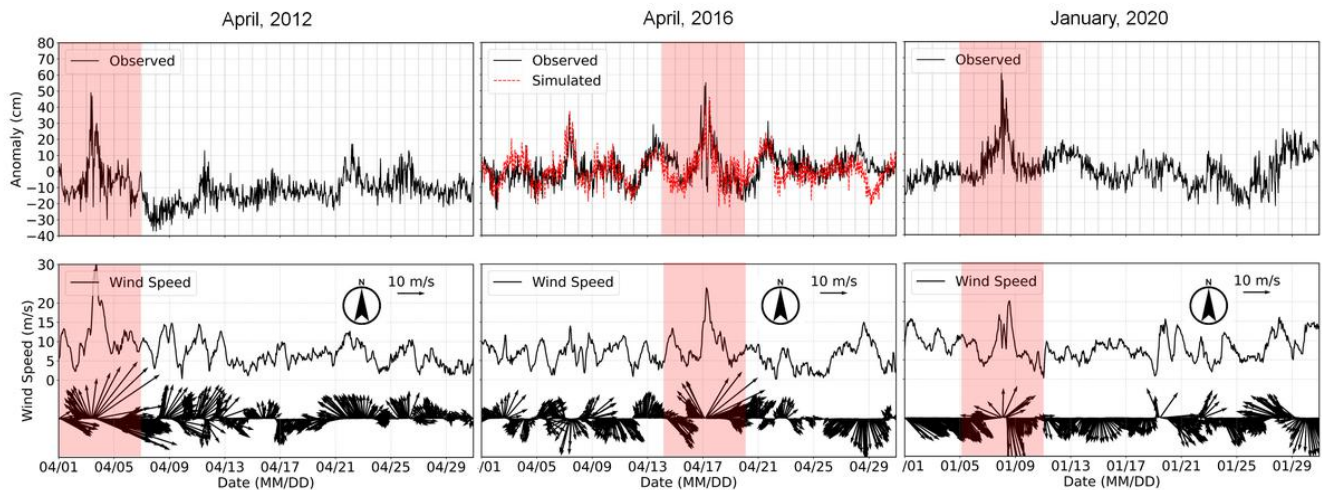 April, 2012
April, 2016
January, 2020
80
70
60
50
40
30
20
10
0
−10
−20
−30
−40
Anomaly (cm)
Observed
Observed
Simulated
Observed
30
20
15
10
5
0
Wind Speed (m/s)
Wind Speed
N
10 m/s
Wind Speed
N
10 m/s
Wind Speed
N
10 m/s
04/01 04/05 04/09 04/13 04/17 04/21 04/25 04/29
04/01 04/05 04/09 04/13 04/17 04/21 04/25 04/29
/01 01/05 01/09 01/13 01/17 01/21 01/25 01/29
Date (MM/DD)
Date (MM/DD)
Date (MM/DD)